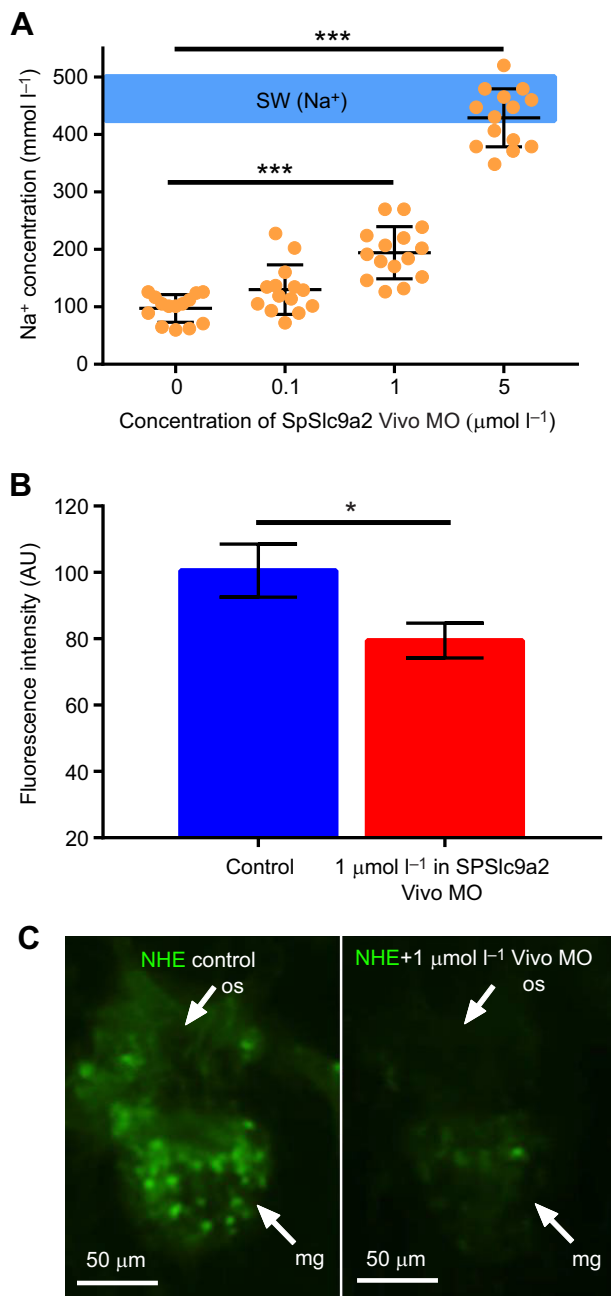 A
***
500
SW (Na⁺)
400
***
300
200
100
0
Na⁺ concentration (mmol l⁻¹)
0 0.1 1 5
Concentration of SpSlc9a2 Vivo MO (μmol l⁻¹)
B
120
*
100
80
60
40
20
Fluorescence intensity (AU)
Control 1 μmol l⁻¹ in SPSlc9a2
Vivo MO
C
NHE control
os
mg
50 μm
NHE+1 μmol l⁻¹ Vivo MO
os
mg
50 μm